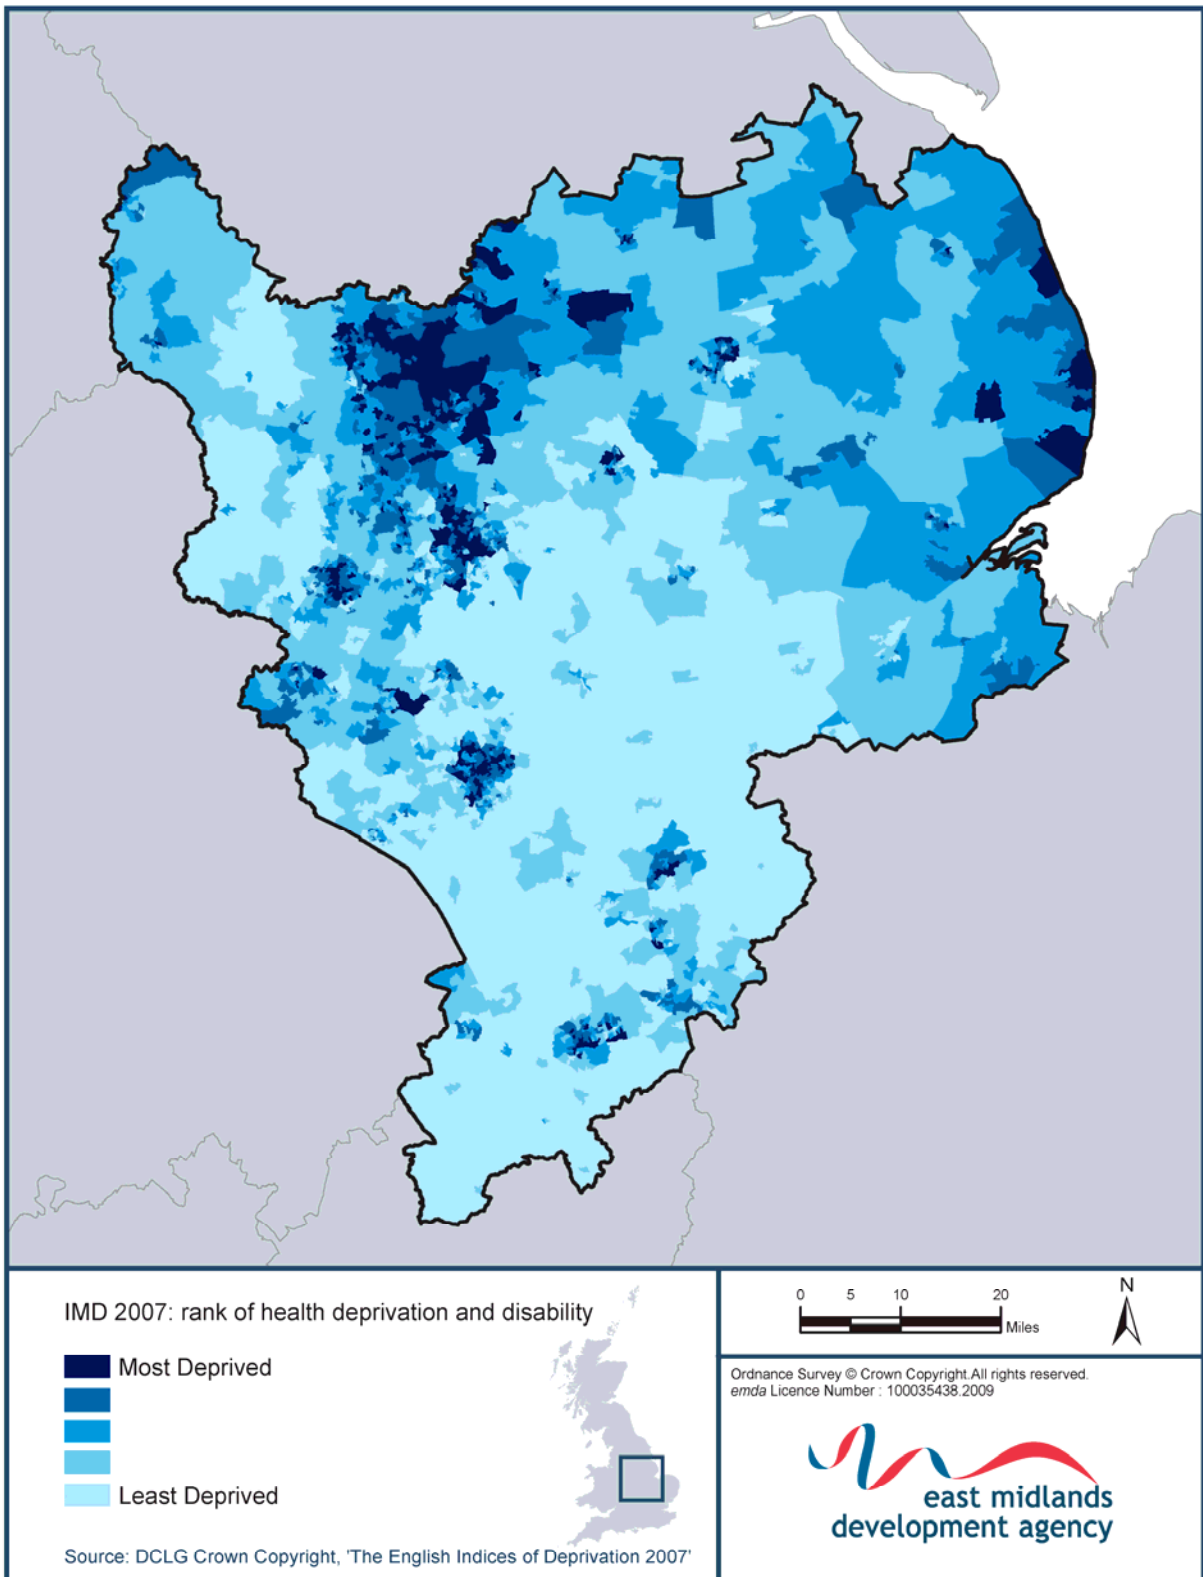 IMD 2007: rank of health deprivation and disability
Most Deprived
Least Deprived
Source: DCLG Crown Copyright, 'The English Indices of Deprivation 2007'
0 5 10 20
Miles
N
Ordnance Survey © Crown Copyright.All rights reserved.
emda Licence Number : 100035438.2009
east midlands
development agency